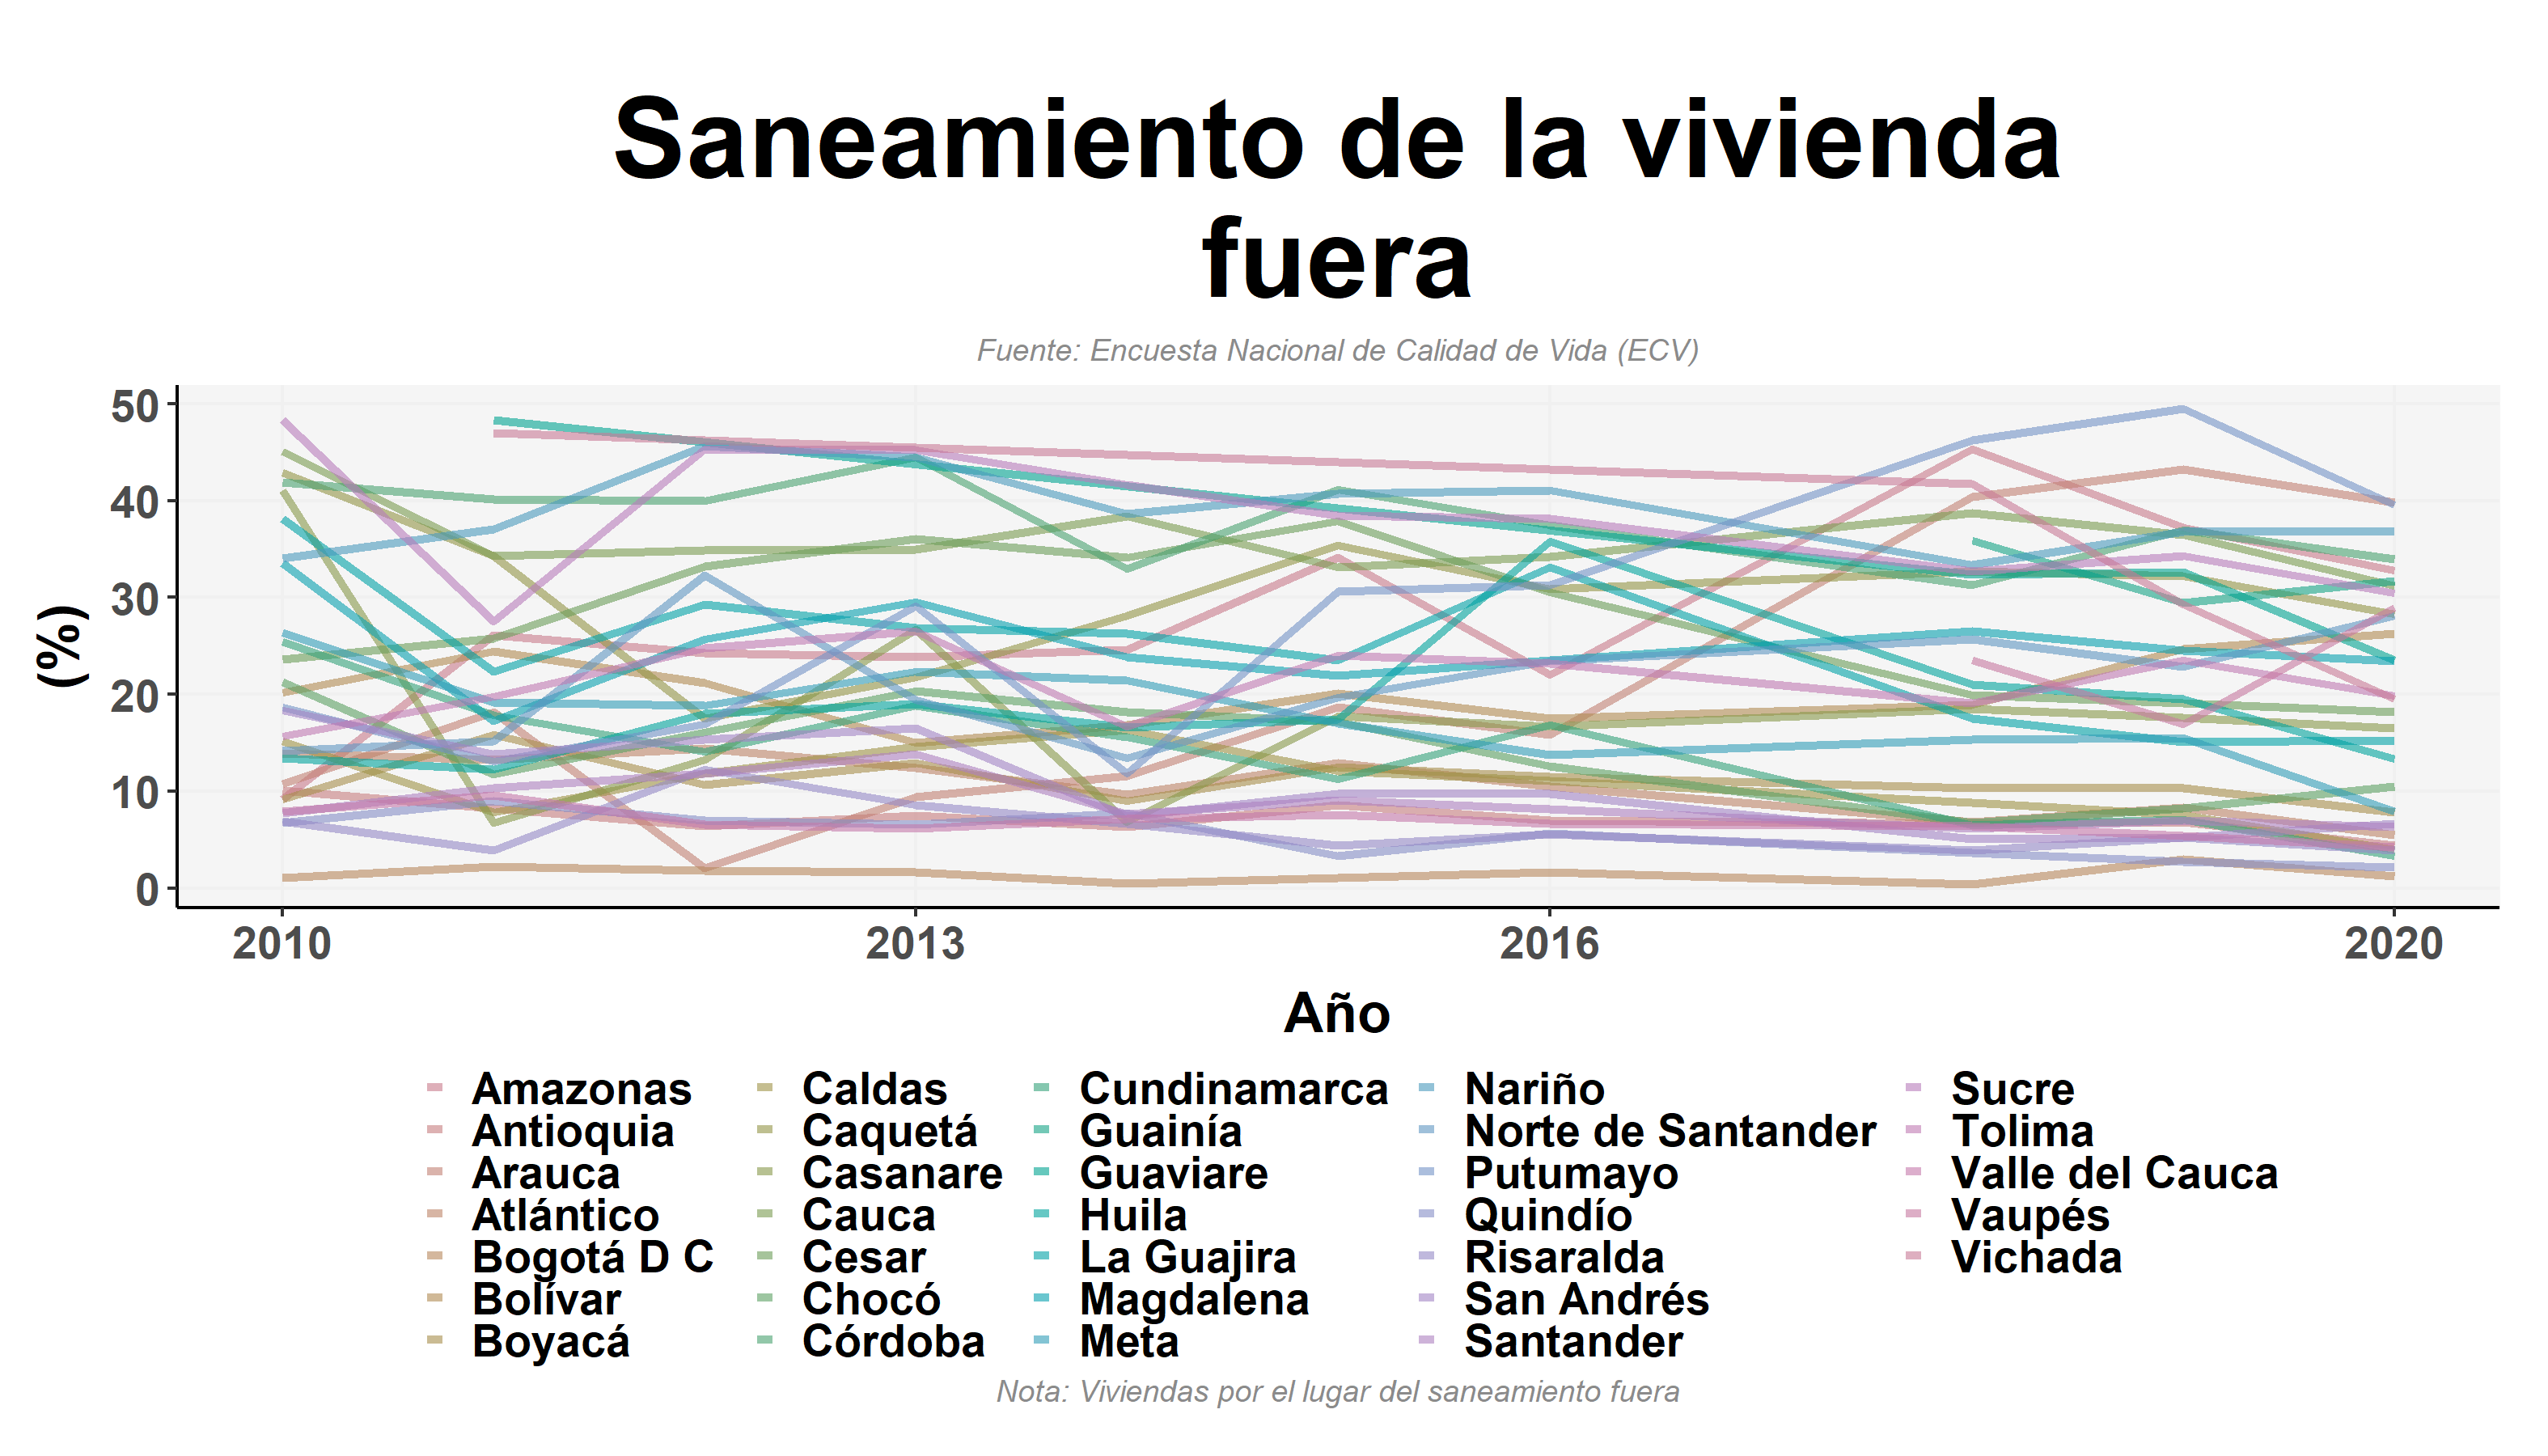 Saneamiento de la vivienda
fuera
Fuente: Encuesta Nacional de Calidad de Vida (ECV)
50
40
30
20
10
0
(%)
2010 2013 2016 2020
Año
Amazonas Caldas Cundinamarca Nariño Sucre
Antioquia Caquetá Guainía Norte de Santander Tolima
Arauca Casanare Guaviare Putumayo Valle del Cauca
Atlántico Cauca Huila Quindío Vaupés
Bogotá D C Cesar La Guajira Risaralda Vichada
Bolívar Chocó Magdalena San Andrés
Boyacá Córdoba Meta Santander
Nota: Viviendas por el lugar del saneamiento fuera